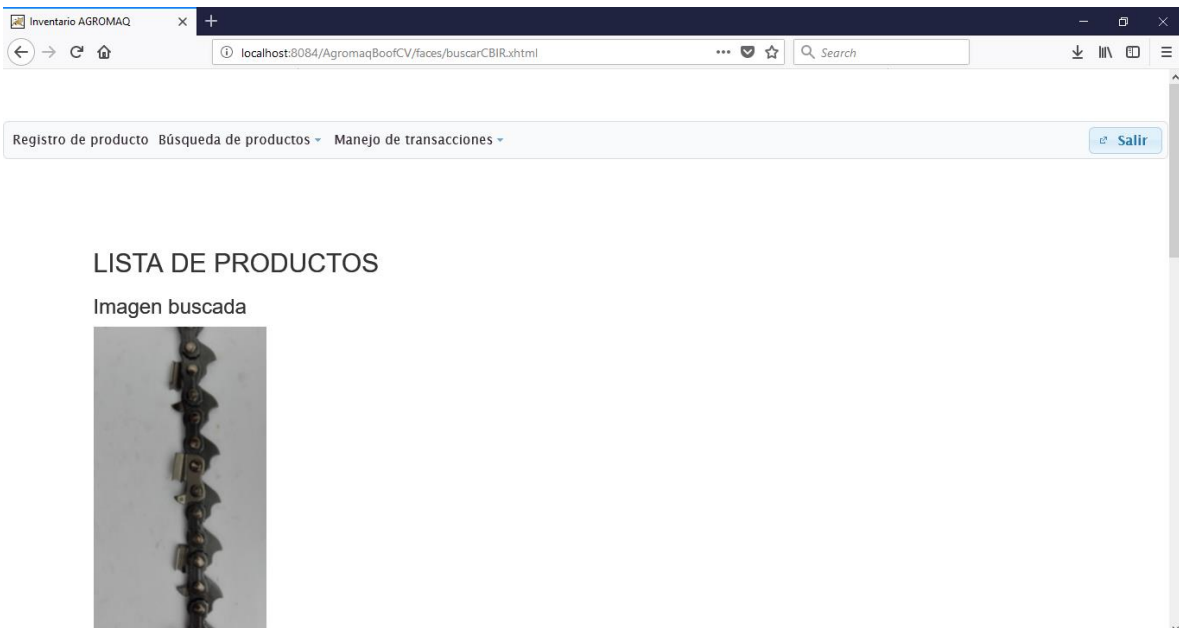 Inventario AGROMAQ
localhost:8084/AgromaqBoofCV/faces/buscarCBIR.xhtml
Search
Registro de producto Búsqueda de productos Manejo de transacciones Salir
LISTA DE PRODUCTOS
Imagen buscada